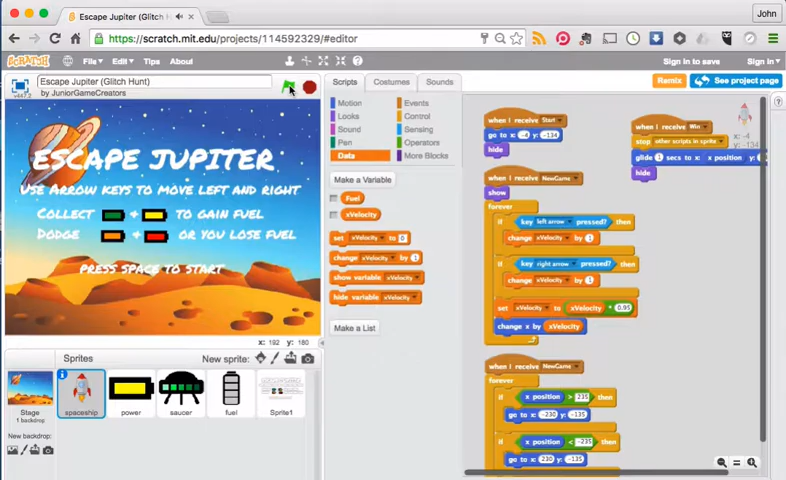 Escape Jupiter (Glitch H
John
https://scratch.mit.edu/projects/114592329/#editor
SCRATCH File Edit Tips About Sign in to save Sign in
Escape Jupiter (Glitch Hunt)
by JuniorGameCreators
v447.2
Scripts Costumes Sounds
Remix See project page
ESCAPE JUPITER
USE ARROW KEYS TO MOVE LEFT AND RIGHT
COLLECT & TO GAIN FUEL
DODGE & OR YOU LOSE FUEL
PRESS SPACE TO START
x: 192 y: 180
Motion Events
Looks Control
Sound Sensing
Pen Operators
Data More Blocks
Make a Variable
Fuel
xVelocity
set xVelocity to 0
change xVelocity by 1
show variable xVelocity
hide variable xVelocity
Make a List
when I receive Start
go to x: -4 y: -134
hide
when I receive NewGame
show
forever
if key left arrow pressed? then
change xVelocity by 1
if key right arrow pressed? then
change xVelocity by 1
set xVelocity to xVelocity * 0.95
change x by xVelocity
when I receive NewGame
forever
if x position > 235 then
go to x: -230 y: -135
if x position < -235 then
go to x: 230 y: -135
when I receive Win
stop other scripts in sprite
glide 1 secs to x: x position y:
hide
x: -4
y: -134
Sprites New sprite:
Stage
1 backdrop
New backdrop:
spaceship power saucer fuel Sprite1